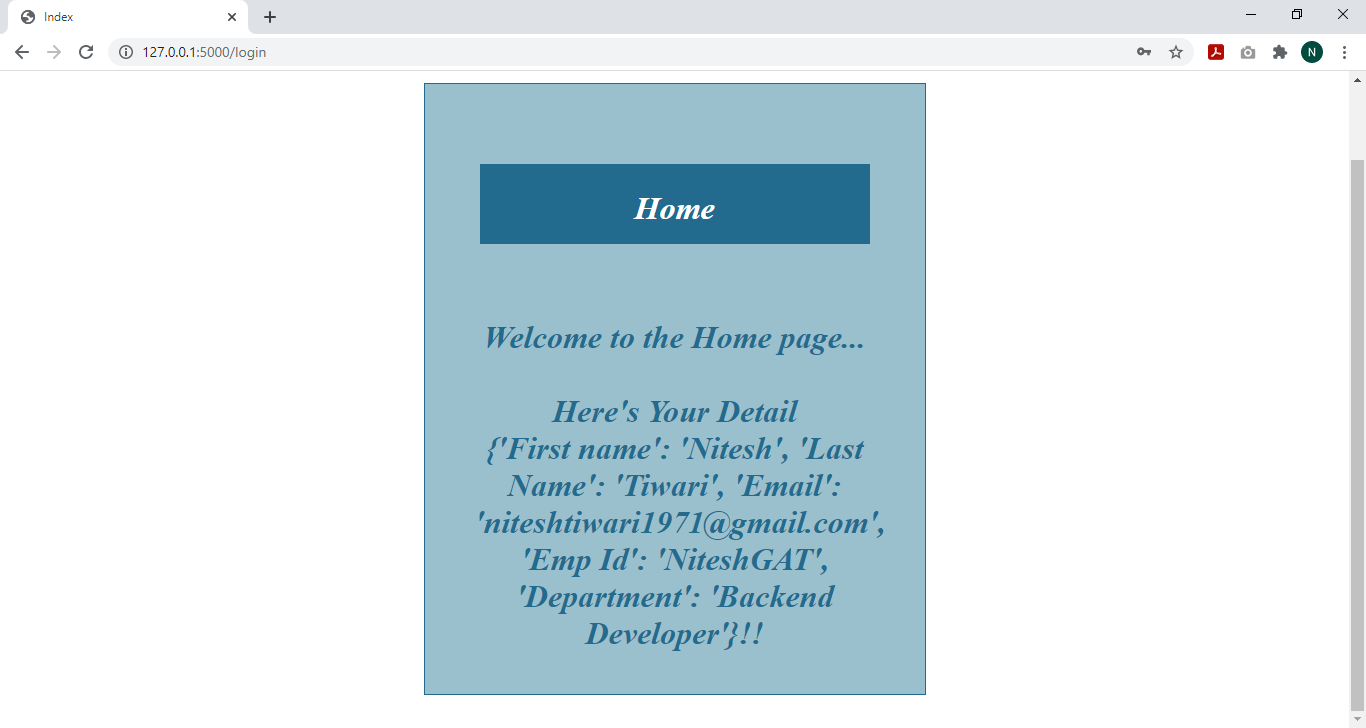 Index
127.0.0.1:5000/login
N
Home
Welcome to the Home page...
Here's Your Detail
{'First name': 'Nitesh', 'Last
Name': 'Tiwari', 'Email':
'niteshtiwari1971@gmail.com',
'Emp Id': 'NiteshGAT',
'Department': 'Backend
Developer'}!!